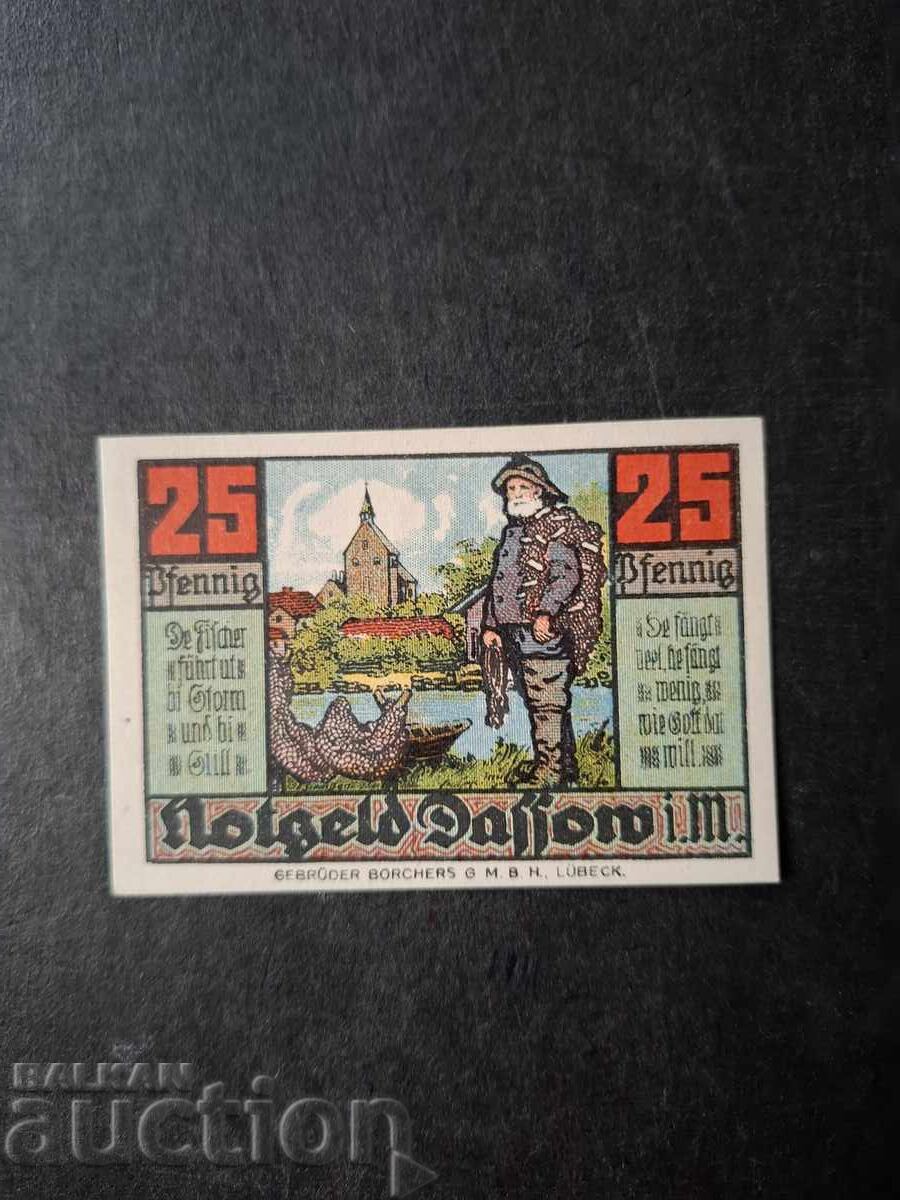 25
Pfennig
25
Pfennig
De Fischer
führt ut
bi Storm
und bi
Still
He fängt
veel, he fängt
wenig,
wie Gott dat
will.
Notgeld Dassow i.M.
GEBRÜDER BORCHERS G M. B. H., LÜBECK.
BALKAN
auction